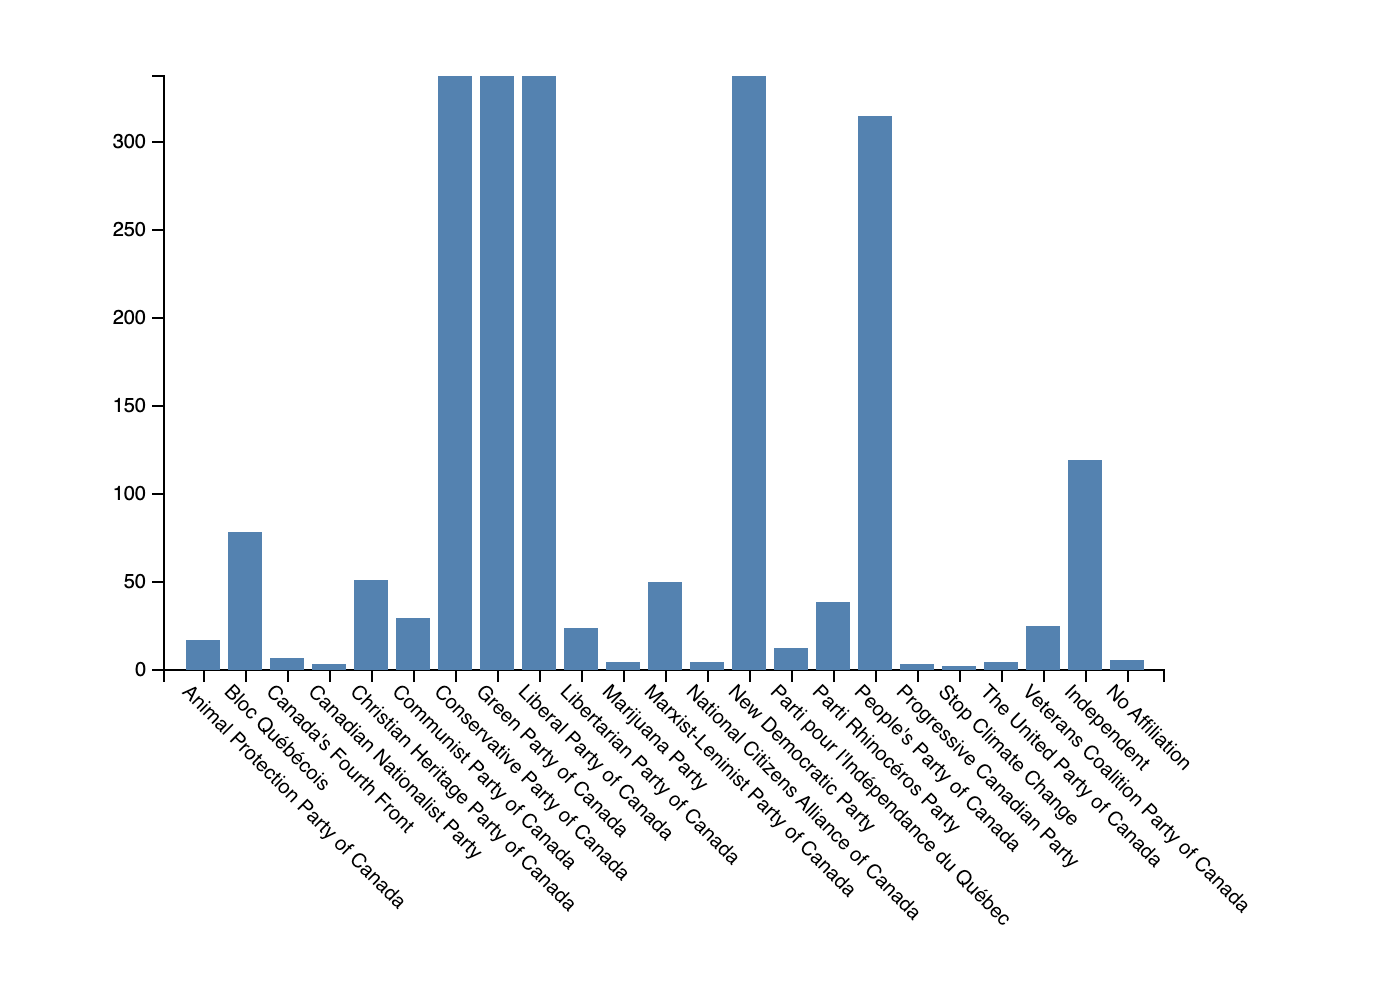 300
250
200
150
100
50
0
Animal Protection Party of Canada
Bloc Québécois
Canada's Fourth Front
Canadian Nationalist Party
Christian Heritage Party of Canada
Communist Party of Canada
Conservative Party of Canada
Green Party of Canada
Liberal Party of Canada
Libertarian Party of Canada
Marijuana Party
Marxist-Leninist Party of Canada
National Citizens Alliance of Canada
New Democratic Party
Parti pour l'Indépendance du Québec
Parti Rhinocéros Party
People's Party of Canada
Progressive Canadian Party
Stop Climate Change
The United Party of Canada
Veterans Coalition Party of Canada
Independent
No Affiliation